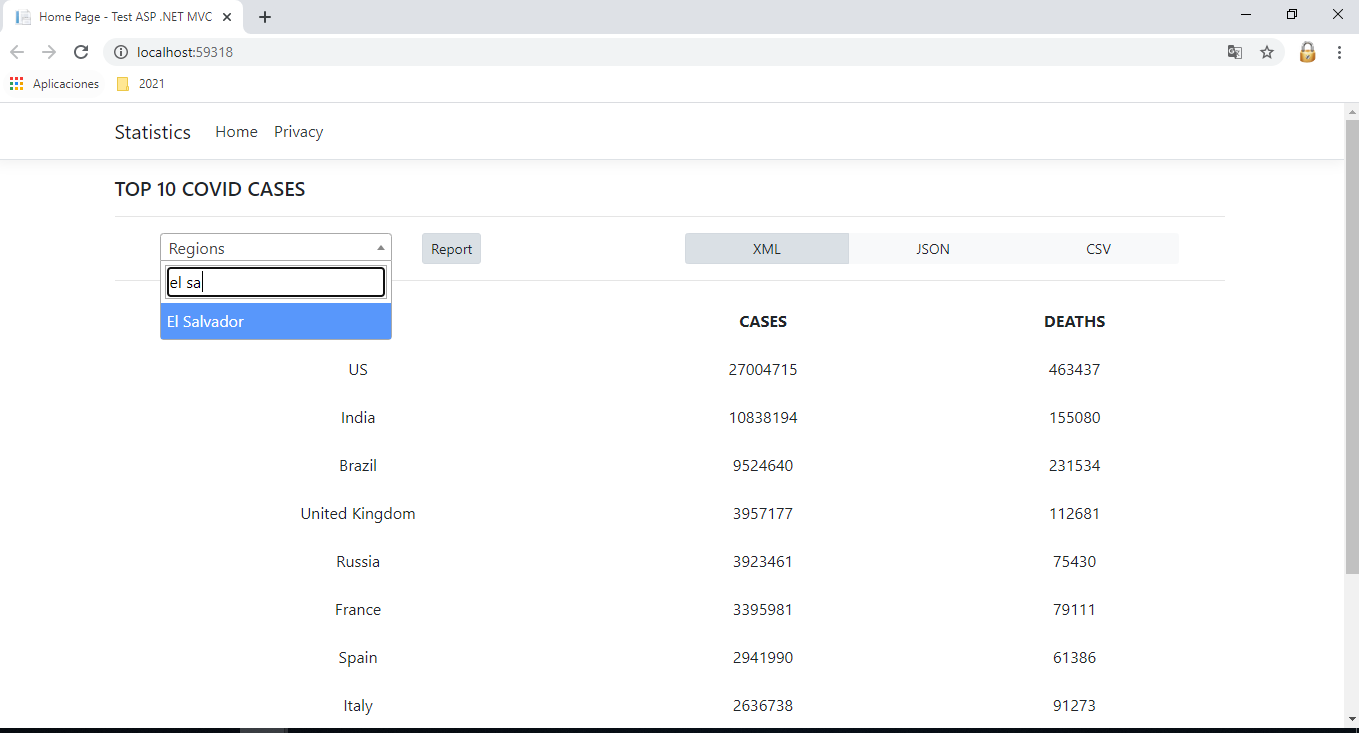 Home Page - Test ASP .NET MVC
localhost:59318
Aplicaciones 2021
Statistics Home Privacy
TOP 10 COVID CASES
Regions Report XML JSON CSV
el sa
El Salvador
CASES DEATHS
US 27004715 463437
India 10838194 155080
Brazil 9524640 231534
United Kingdom 3957177 112681
Russia 3923461 75430
France 3395981 79111
Spain 2941990 61386
Italy 2636738 91273